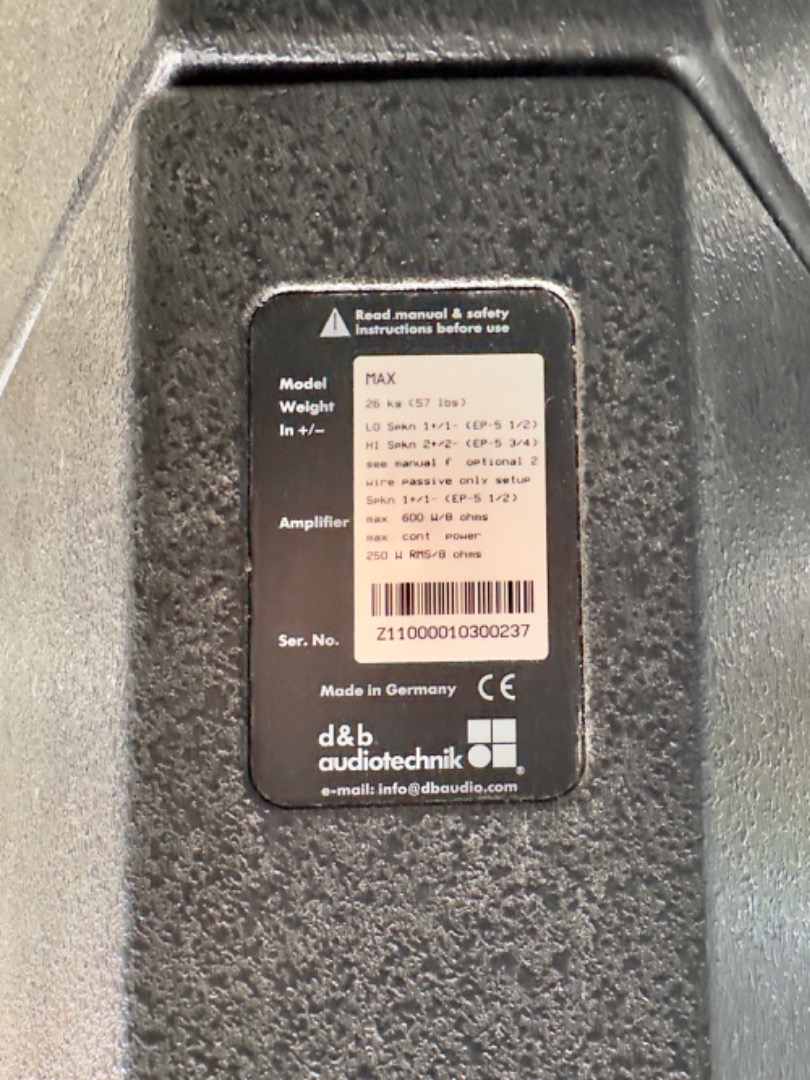 Read manual & safety
instructions before use
Model MAX
Weight 26 kg (57 lbs)
In +/- LO Spkn 1+/1- (EP-5 1/2)
HI Spkn 2+/2- (EP-5 3/4)
see manual f optional 2
wire passive only setup
Spkn 1+/1- (EP-5 1/2)
Amplifier max 600 W/8 ohms
max cont power
250 W RMS/8 ohms
Ser. No. Z11000010300237
Made in Germany CE
d&b
audiotechnik ®
e-mail: info@dbaudio.com